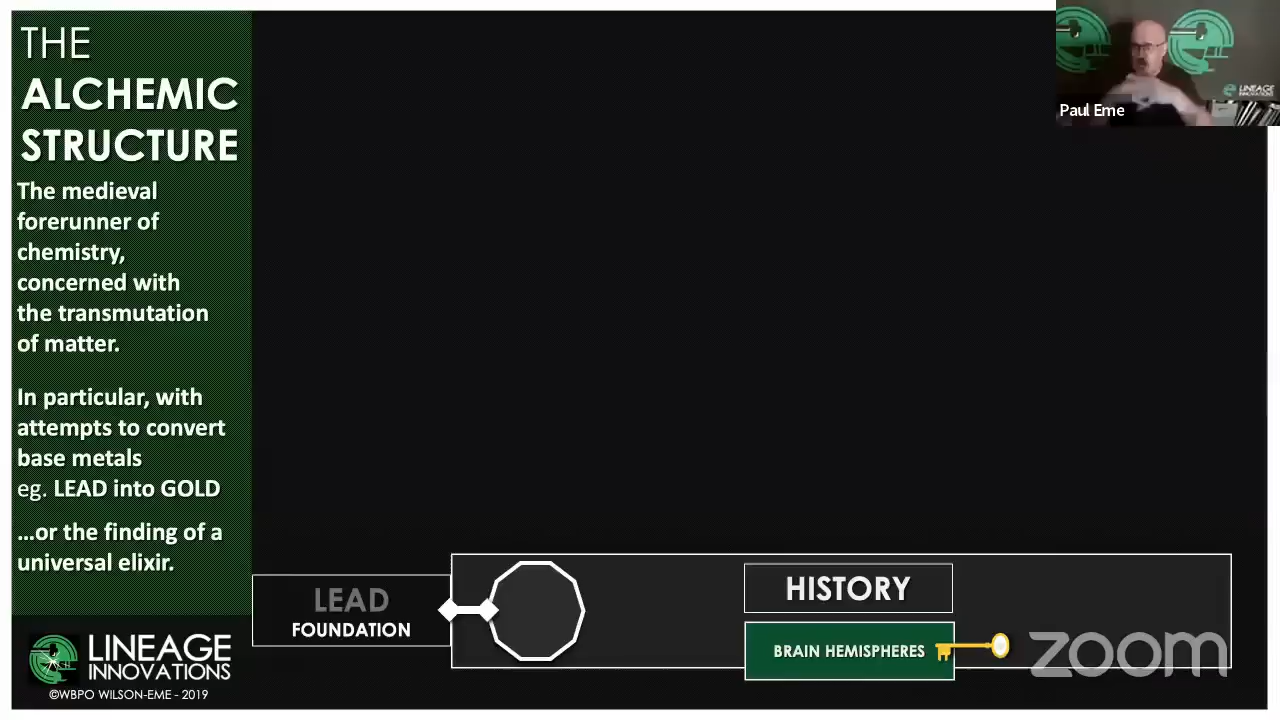 THE
ALCHEMIC
STRUCTURE
The medieval
forerunner of
chemistry,
concerned with
the transmutation
of matter.
In particular, with
attempts to convert
base metals
eg. LEAD into GOLD
...or the finding of a
universal elixir.
LINEAGE
INNOVATIONS
©WBPO WILSON-EME - 2019
LEAD
FOUNDATION
HISTORY
BRAIN HEMISPHERES
zoom
LINEAGE
INNOVATIONS
Paul Eme